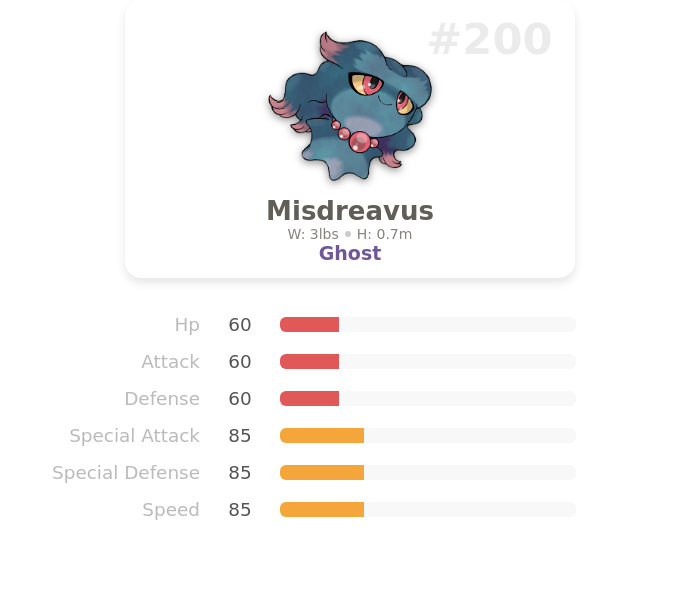 #200
Misdreavus
W: 3lbs • H: 0.7m
Ghost
Hp 60
Attack 60
Defense 60
Special Attack 85
Special Defense 85
Speed 85